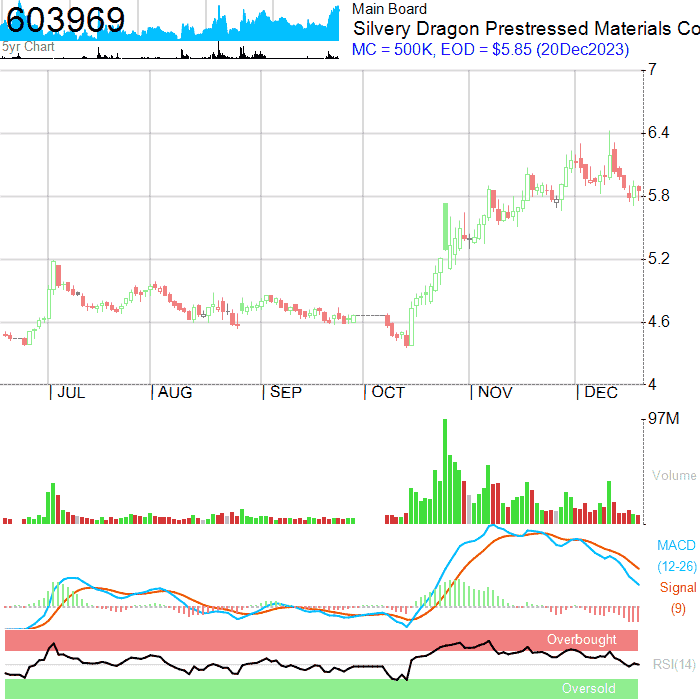 603969
Main Board
Silvery Dragon Prestressed Materials Co
5yr Chart
MC = 500K, EOD = $5.85 (20Dec2023)
7
6.4
5.8
5.2
4.6
4
JUL AUG SEP OCT NOV DEC
97M
Volume
MACD
(12-26)
Signal
(9)
Overbought
RSI(14)
Oversold